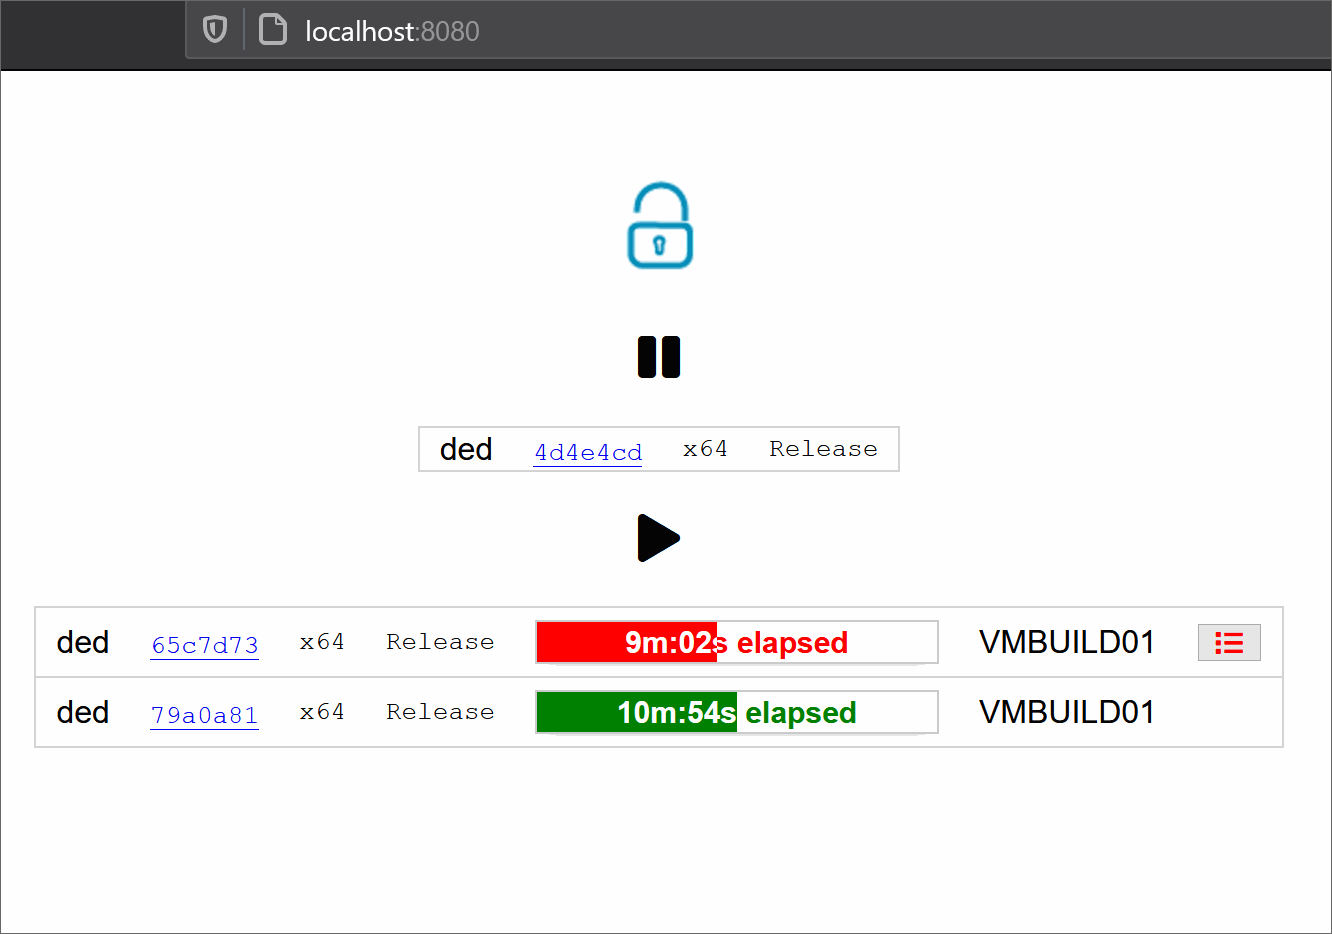 localhost:8080
ded 4d4e4cd x64 Release
ded 65c7d73 x64 Release 9m:02s elapsed VMBUILD01
ded 79a0a81 x64 Release 10m:54s elapsed VMBUILD01